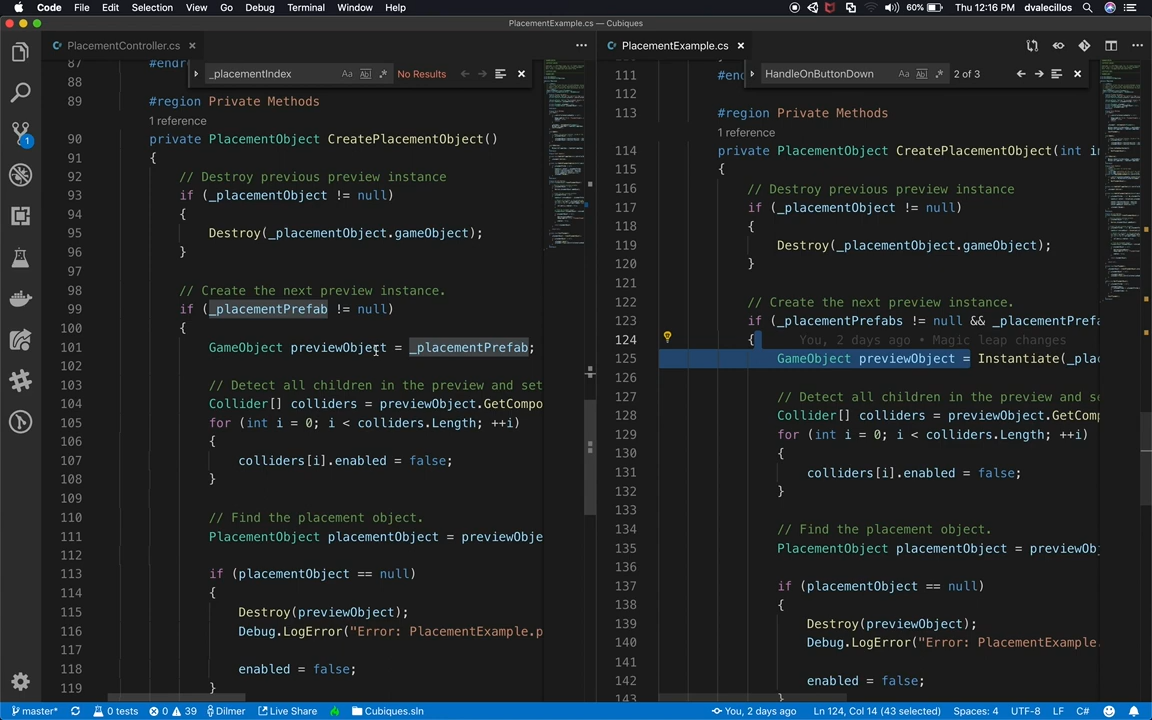 Code File Edit Selection View Go Debug Terminal Window Help 60% Thu 12:16 PM dvalecillos
PlacementExample.cs — Cubiques
PlacementController.cs
_placementIndex Aa Ab| .* No Results
87 #endr
88
89 #region Private Methods
1 reference
90 private PlacementObject CreatePlacementObject()
91 {
92 // Destroy previous preview instance
93 if (_placementObject != null)
94 {
95 Destroy(_placementObject.gameObject);
96 }
97
98 // Create the next preview instance.
99 if (_placementPrefab != null)
100 {
101 GameObject previewObject = _placementPrefab;
102
103 // Detect all children in the preview and set
104 Collider[] colliders = previewObject.GetCompo
105 for (int i = 0; i < colliders.Length; ++i)
106 {
107 colliders[i].enabled = false;
108 }
109
110 // Find the placement object.
111 PlacementObject placementObject = previewObje
112
113 if (placementObject == null)
114 {
115 Destroy(previewObject);
116 Debug.LogError("Error: PlacementExample.p
117
118 enabled = false;
119 }
PlacementExample.cs
HandleOnButtonDown Aa Ab| .* 2 of 3
111 #end
112
113 #region Private Methods
1 reference
114 private PlacementObject CreatePlacementObject(int in
115 {
116 // Destroy previous preview instance
117 if (_placementObject != null)
118 {
119 Destroy(_placementObject.gameObject);
120 }
121
122 // Create the next preview instance.
123 if (_placementPrefabs != null && _placementPrefa
124 { You, 2 days ago • Magic leap changes
125 GameObject previewObject = Instantiate(_plac
126
127 // Detect all children in the preview and se
128 Collider[] colliders = previewObject.GetComp
129 for (int i = 0; i < colliders.Length; ++i)
130 {
131 colliders[i].enabled = false;
132 }
133
134 // Find the placement object.
135 PlacementObject placementObject = previewOb
136
137 if (placementObject == null)
138 {
139 Destroy(previewObject);
140 Debug.LogError("Error: PlacementExample.
141
142 enabled = false;
143 }
1
master* 0 tests 0 39 Dilmer Live Share Cubiques.sln You, 2 days ago Ln 124, Col 14 (43 selected) Spaces: 4 UTF-8 LF C#